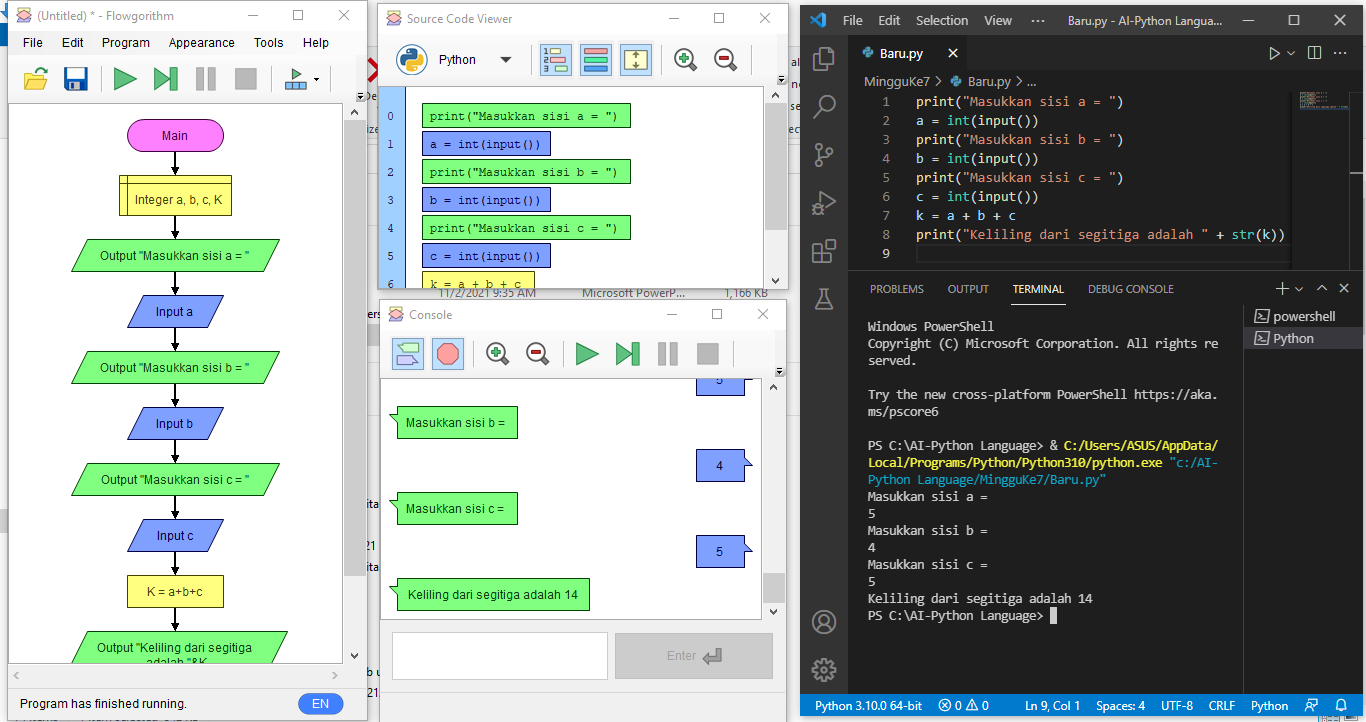 (Untitled) * - Flowgorithm
File Edit Program Appearance Tools Help
Main
Integer a, b, c, K
Output "Masukkan sisi a = "
Input a
Output "Masukkan sisi b = "
Input b
Output "Masukkan sisi c = "
Input c
K = a+b+c
Output "Keliling dari segitiga
adalah "&K
Program has finished running.
EN
Source Code Viewer
Python
0 print("Masukkan sisi a = ")
1 a = int(input())
2 print("Masukkan sisi b = ")
3 b = int(input())
4 print("Masukkan sisi c = ")
5 c = int(input())
6 k = a + b + c
11/2/2021 9:35 AM Microsoft PowerP... 1,166 KB
Console
5
Masukkan sisi b =
4
Masukkan sisi c =
5
Keliling dari segitiga adalah 14
Enter
File Edit Selection View ··· Baru.py - AI-Python Langua...
Baru.py
MingguKe7 > Baru.py > ...
1 print("Masukkan sisi a = ")
2 a = int(input())
3 print("Masukkan sisi b = ")
4 b = int(input())
5 print("Masukkan sisi c = ")
6 c = int(input())
7 k = a + b + c
8 print("Keliling dari segitiga adalah " + str(k))
9
PROBLEMS OUTPUT TERMINAL DEBUG CONSOLE
powershell
Python
Windows PowerShell
Copyright (C) Microsoft Corporation. All rights re
served.
Try the new cross-platform PowerShell https://aka.
ms/pscore6
PS C:\AI-Python Language> & C:/Users/ASUS/AppData/
Local/Programs/Python/Python310/python.exe "c:/AI-
Python Language/MingguKe7/Baru.py"
Masukkan sisi a =
5
Masukkan sisi b =
4
Masukkan sisi c =
5
Keliling dari segitiga adalah 14
PS C:\AI-Python Language>
Python 3.10.0 64-bit 0 0 Ln 9, Col 1 Spaces: 4 UTF-8 CRLF Python